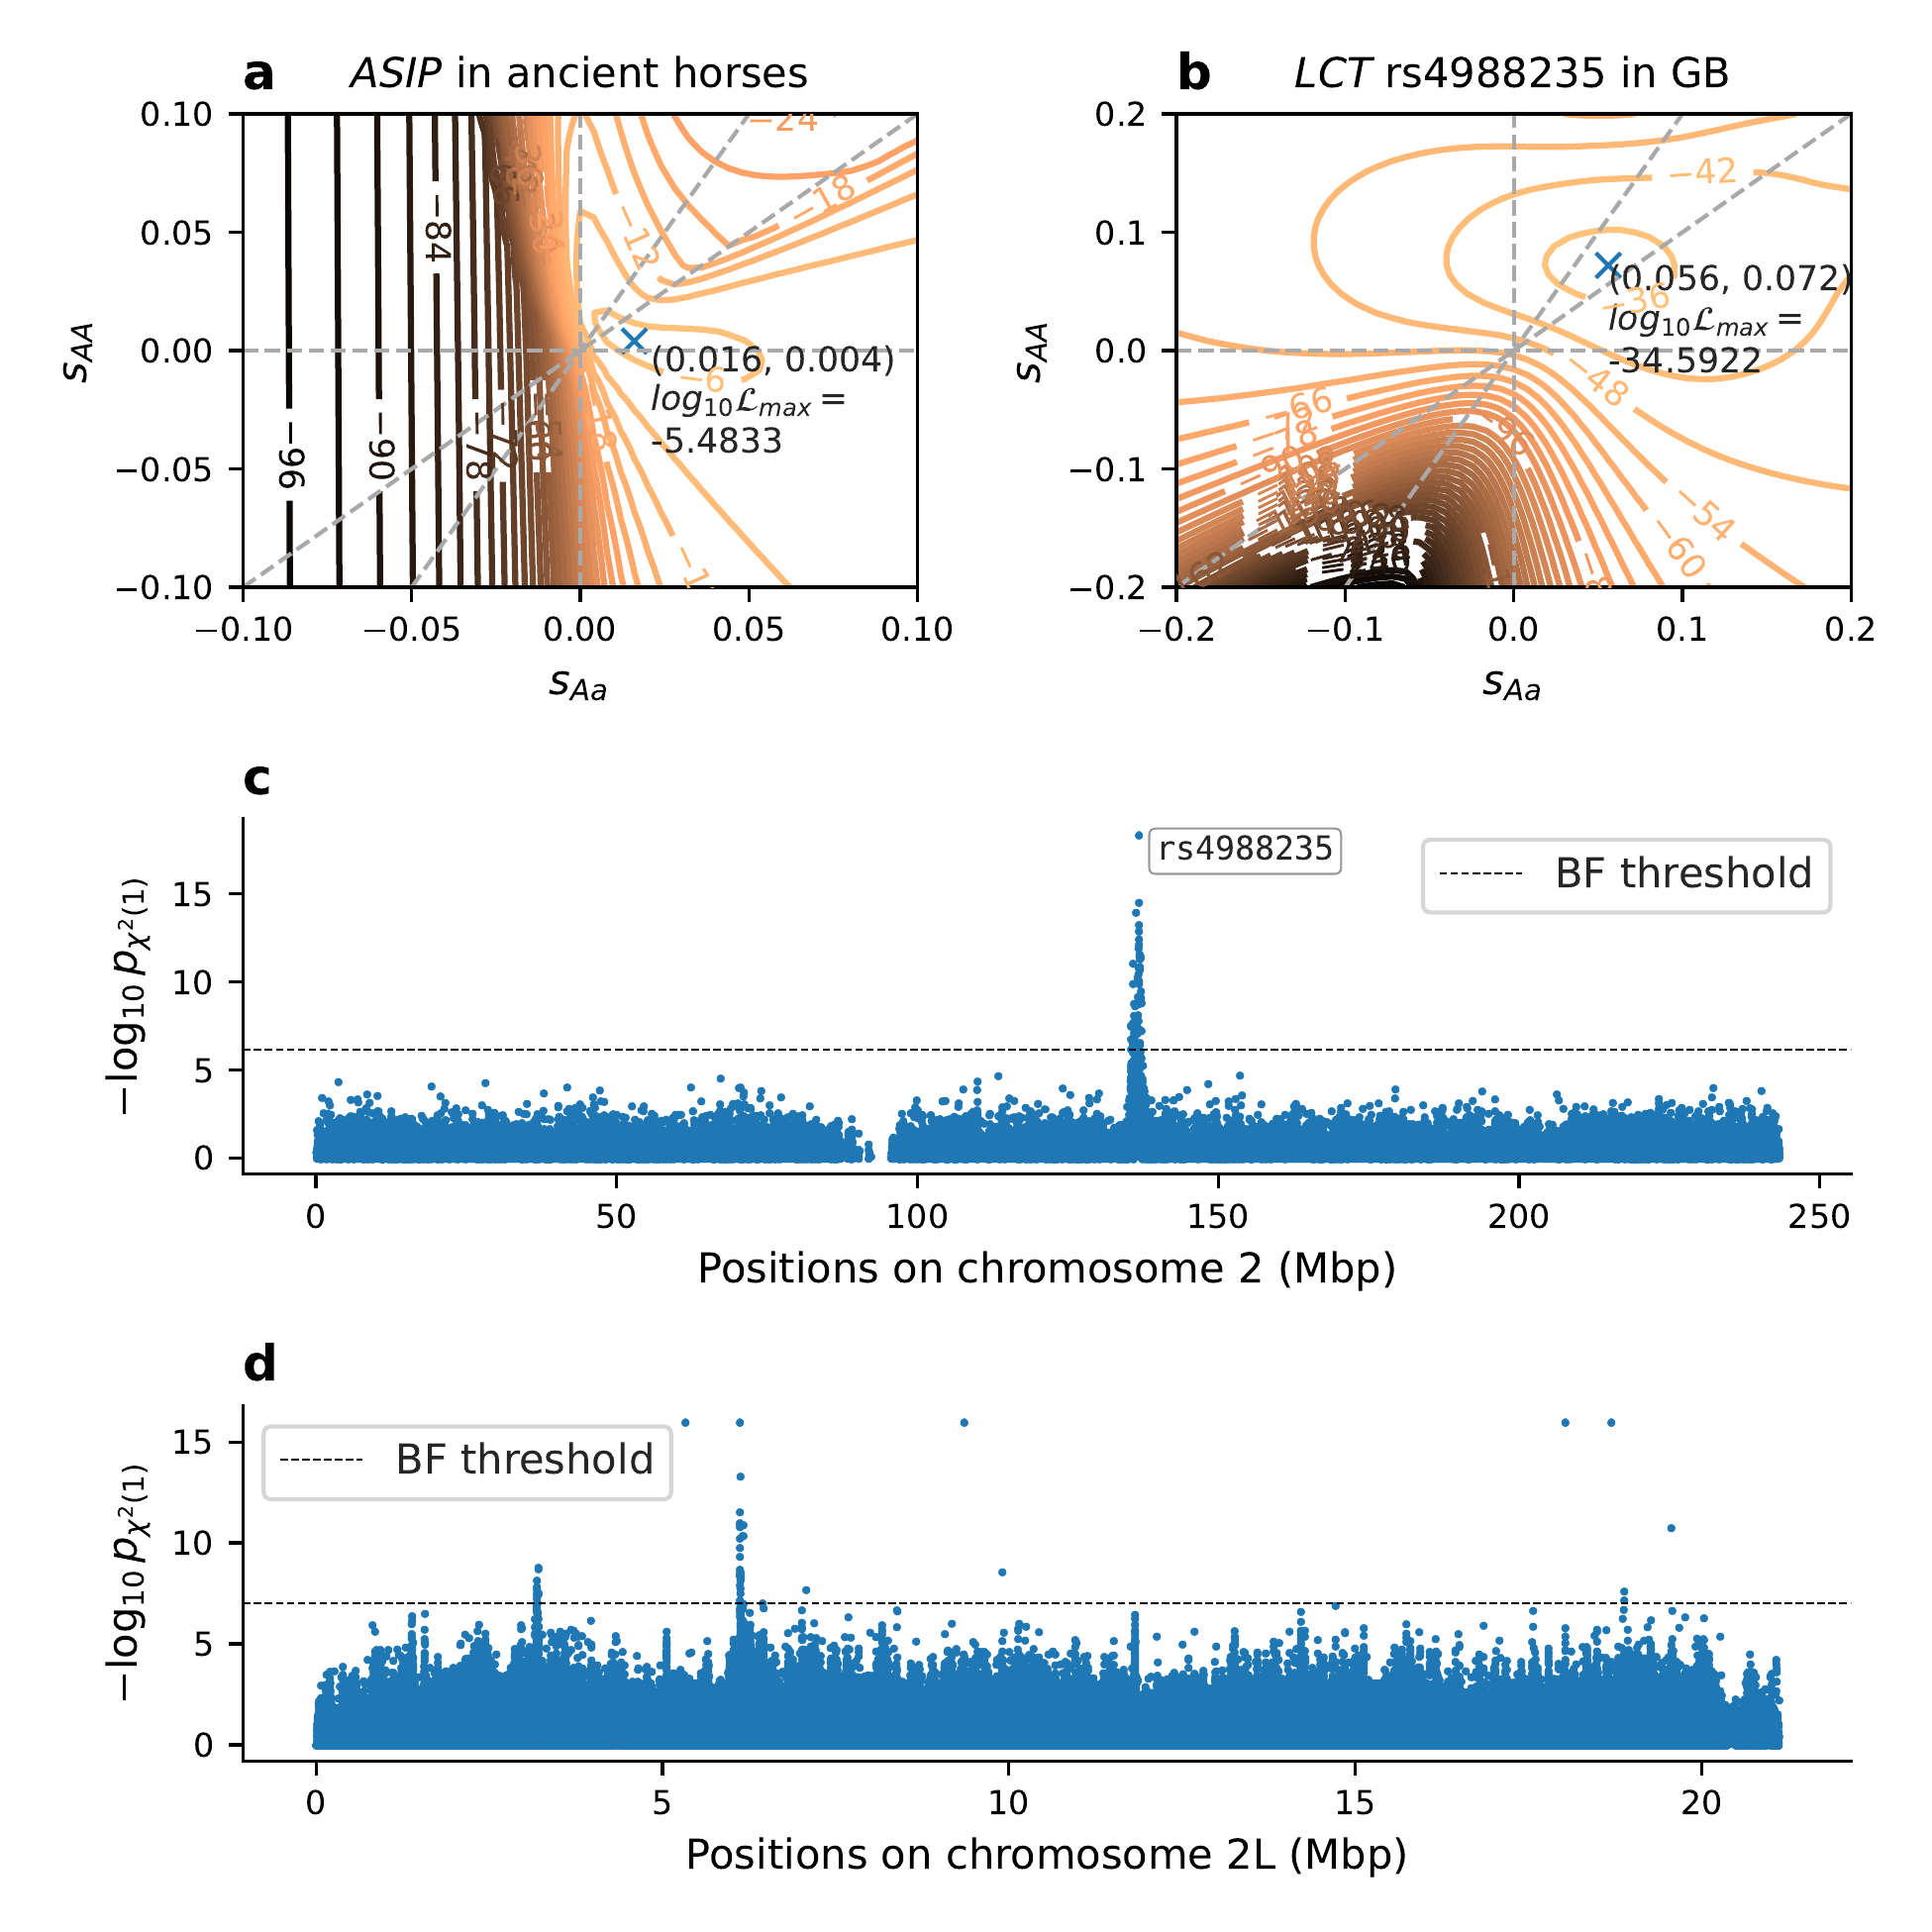 a ASIP in ancient horses
0.10
0.05
0.00
−0.05
−0.10
sAA
−0.10 −0.05 0.00 0.05 0.10
sAa
−24
−18
−12
−84
−96
−90
−78
−72
−6
(0.016, 0.004)
log10ℒmax =
-5.4833
b LCT rs4988235 in GB
0.2
0.1
0.0
−0.1
−0.2
sAA
−0.2 −0.1 0.0 0.1 0.2
sAa
−42
−36
(0.056, 0.072)
log10ℒmax =
-34.5922
−48
−66
−54
−60
c
rs4988235
BF threshold
−log10 pχ2(1)
15
10
5
0
0 50 100 150 200 250
Positions on chromosome 2 (Mbp)
d
BF threshold
−log10 pχ2(1)
15
10
5
0
0 5 10 15 20
Positions on chromosome 2L (Mbp)